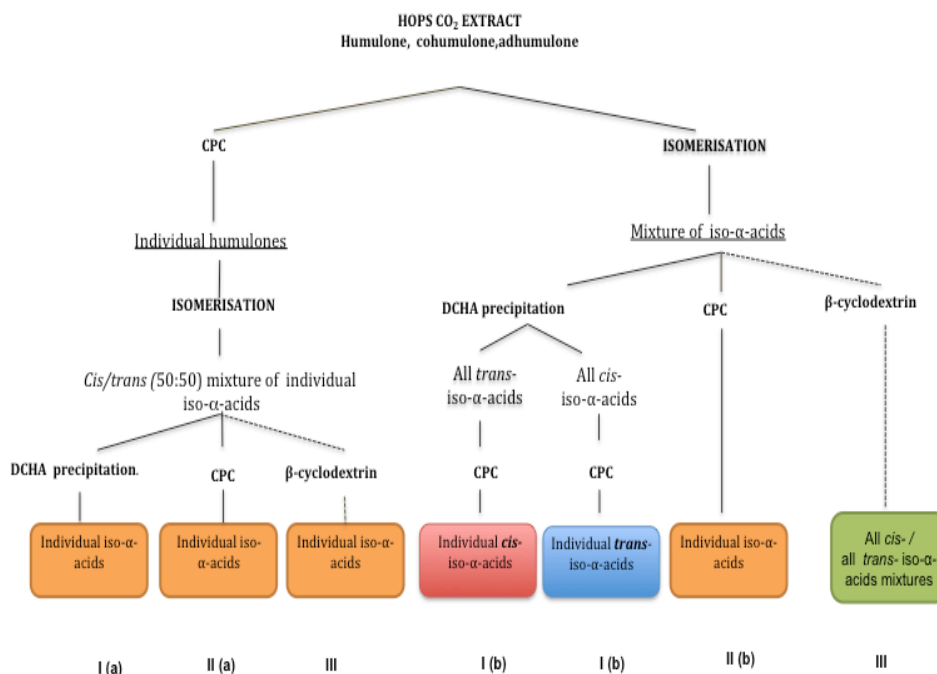 HOPS CO₂ EXTRACT
Humulone, cohumulone,adhumulone
CPC
ISOMERISATION
Individual humulones
Mixture of iso-α-acids
ISOMERISATION
DCHA precipitation
CPC
β-cyclodextrin
Cis/trans (50:50) mixture of individual
iso-α-acids
All trans-
iso-α-acids
All cis-
iso-α-acids
DCHA precipitation.
CPC
β-cyclodextrin
CPC
CPC
Individual iso-α-
acids
Individual iso-
α-acids
Individual iso-α-
acids
Individual cis-
iso-α-acids
Individual trans-
iso-α-acids
Individual iso-α-
acids
All cis- /
all trans- iso-α-
acids mixtures
I (a)
II (a)
III
I (b)
I (b)
II (b)
III